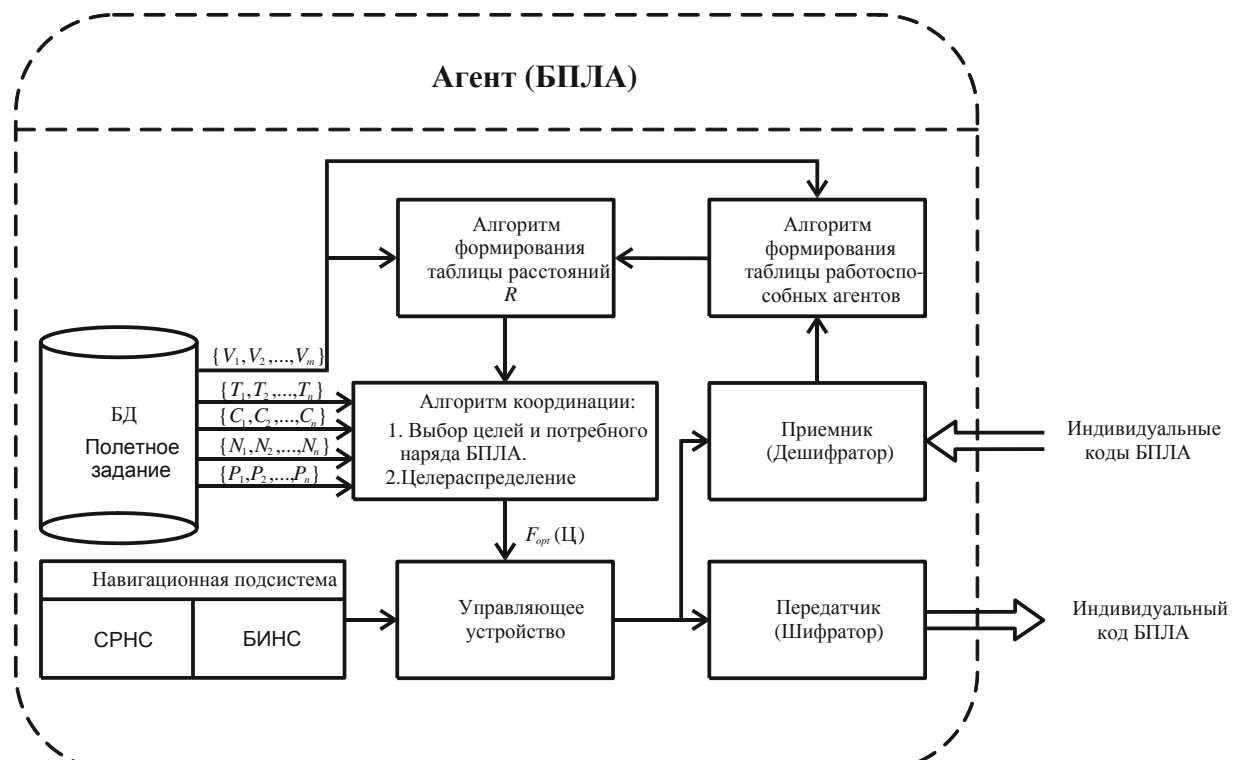 Агент (БПЛА)
Алгоритм
формирования
таблицы расстояний
R
Алгоритм
формирования
таблицы работоспо-
собных агентов
{V₁,V₂,...,Vₘ}
{T₁,T₂,...,Tₙ}
{C₁,C₂,...,Cₙ}
{N₁,N₂,...,Nₙ}
{P₁,P₂,...,Pₙ}
БД
Полетное
задание
Алгоритм координации:
1. Выбор целей и потребного
наряда БПЛА.
2.Целераспределение
Приемник
(Дешифратор)
Индивидуальные
коды БПЛА
Fopt (Ц)
Навигационная подсистема
СРНС
БИНС
Управляющее
устройство
Передатчик
(Шифратор)
Индивидуальный
код БПЛА